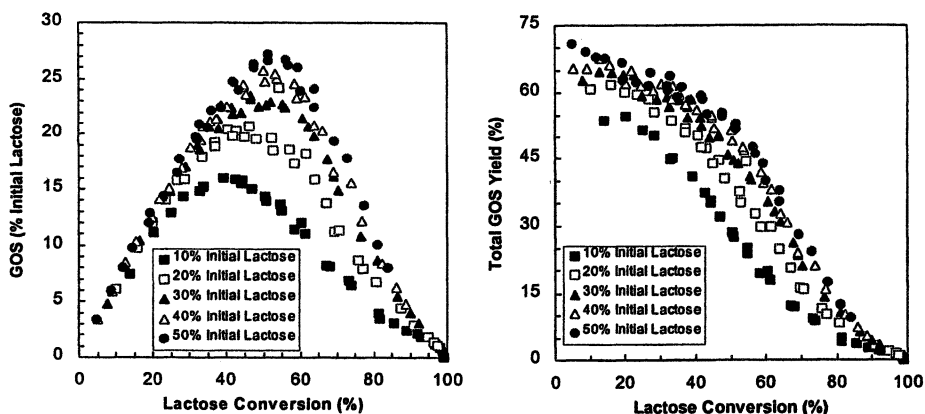 GOS (% Initial Lactose)
30
25
20
15
10
5
0
10% Initial Lactose
20% Initial Lactose
30% Initial Lactose
40% Initial Lactose
50% Initial Lactose
0 20 40 60 80 100
Lactose Conversion (%)
Total GOS Yield (%)
75
60
45
30
15
0
10% Initial Lactose
20% Initial Lactose
30% Initial Lactose
40% Initial Lactose
50% Initial Lactose
0 20 40 60 80 100
Lactose Conversion (%)